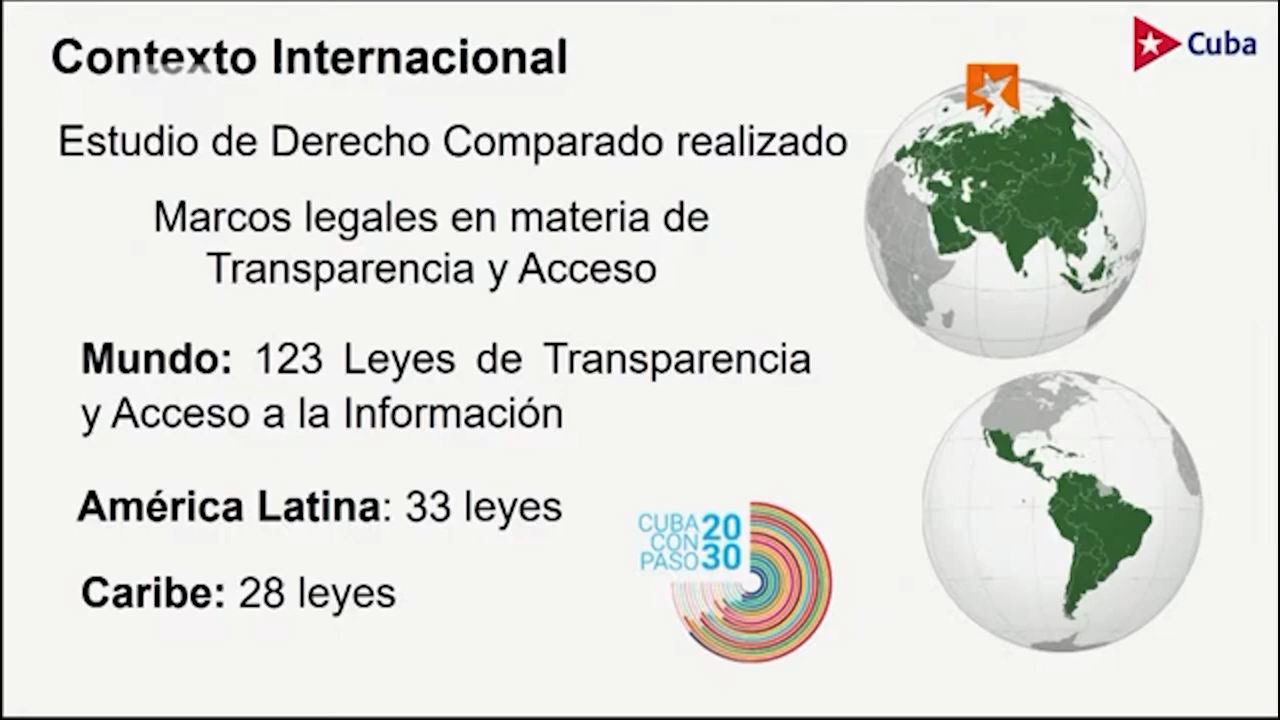 Contexto Internacional
Cuba
Estudio de Derecho Comparado realizado
Marcos legales en materia de
Transparencia y Acceso
Mundo: 123 Leyes de Transparencia
y Acceso a la Información
América Latina: 33 leyes
CUBA 20
CON 30
PASO
Caribe: 28 leyes